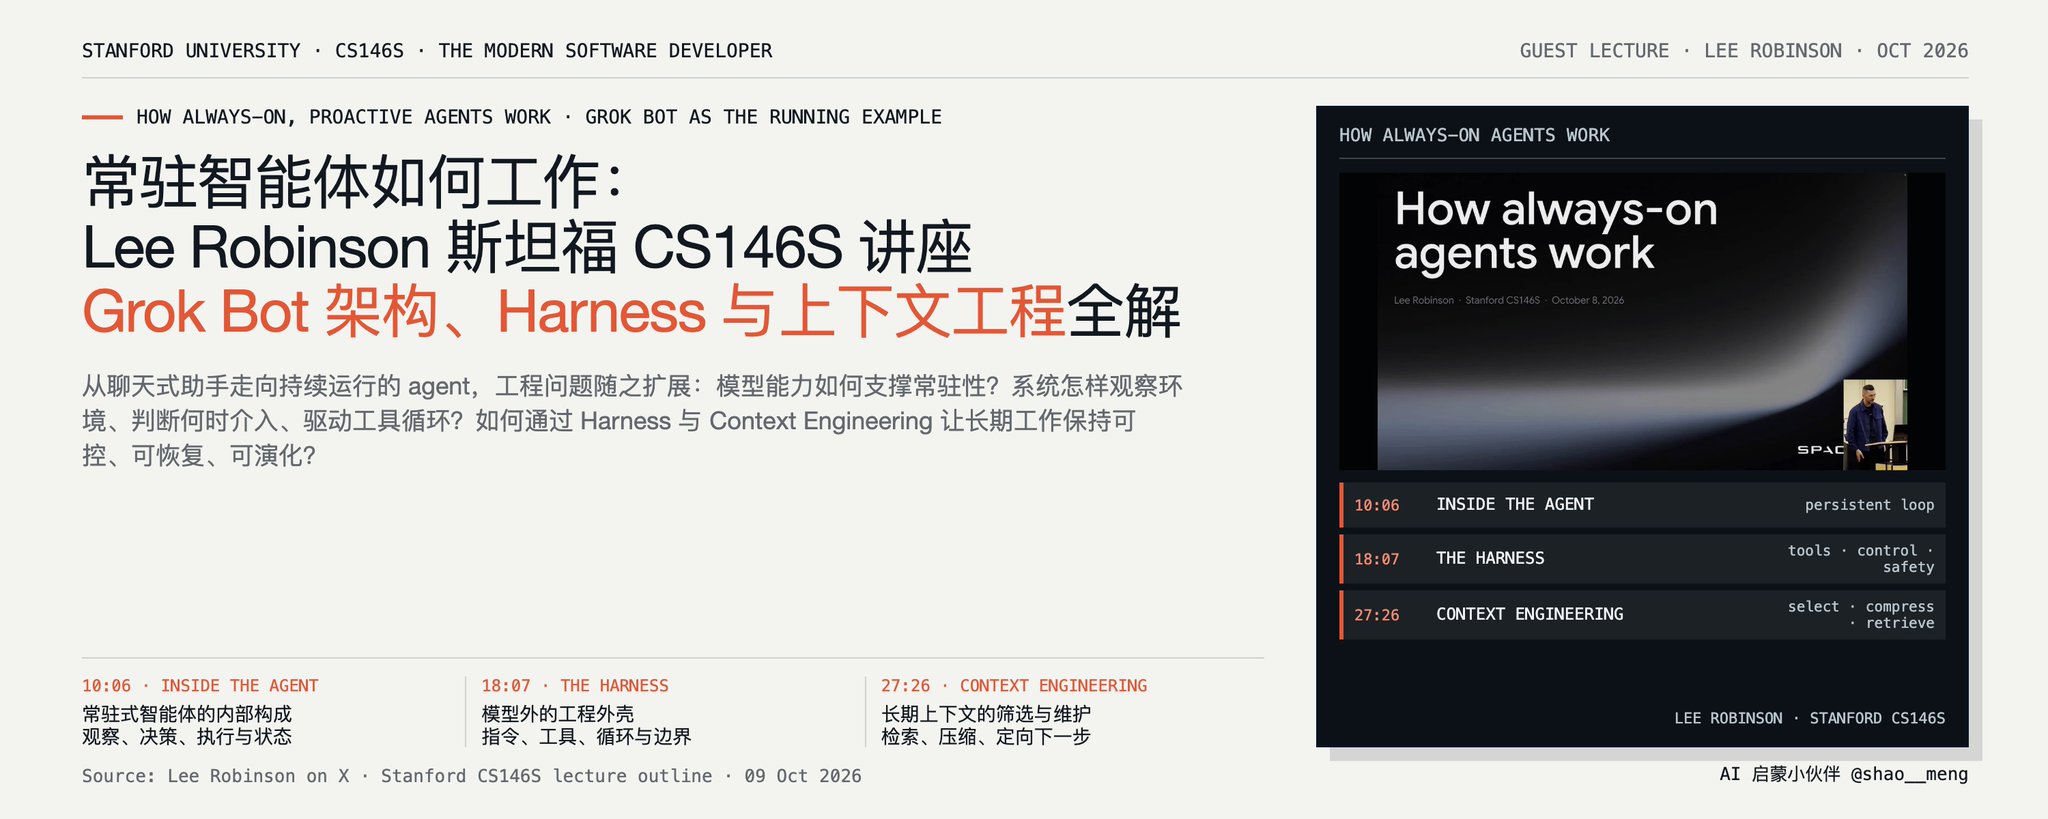 STANFORD UNIVERSITY · CS146S · THE MODERN SOFTWARE DEVELOPER
GUEST LECTURE · LEE ROBINSON · OCT 2026
HOW ALWAYS-ON, PROACTIVE AGENTS WORK · GROK BOT AS THE RUNNING EXAMPLE
常驻智能体如何工作：
Lee Robinson 斯坦福 CS146S 讲座
Grok Bot 架构、Harness 与上下文工程全解
从聊天式助手走向持续运行的 agent，工程问题随之扩展：模型能力如何支撑常驻性？系统怎样观察环
境、判断何时介入、驱动工具循环？如何通过 Harness 与 Context Engineering 让长期工作保持可
控、可恢复、可演化？
10:06 · INSIDE THE AGENT
常驻式智能体的内部构成
观察、决策、执行与状态
18:07 · THE HARNESS
模型外的工程外壳
指令、工具、循环与边界
27:26 · CONTEXT ENGINEERING
长期上下文的筛选与维护
检索、压缩、定向下一步
Source: Lee Robinson on X · Stanford CS146S lecture outline · 09 Oct 2026
HOW ALWAYS-ON AGENTS WORK
How always-on
agents work
Lee Robinson · Stanford CS146S · October 8, 2026
SPAC
10:06 INSIDE THE AGENT persistent loop
18:07 THE HARNESS tools · control ·
safety
27:26 CONTEXT ENGINEERING select · compress
· retrieve
LEE ROBINSON · STANFORD CS146S
AI 启蒙小伙伴 @shao__meng